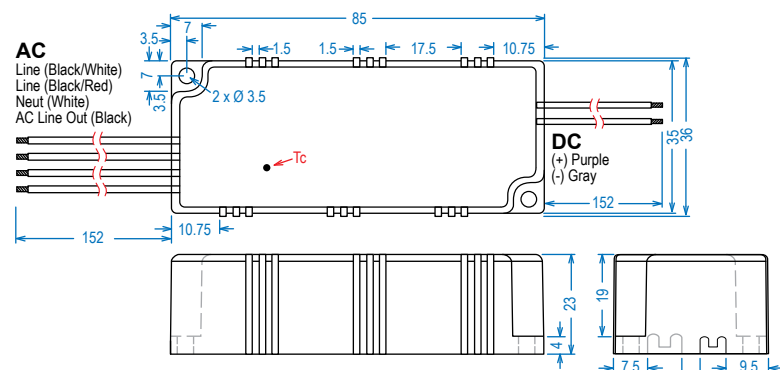 85
7
3.5
1.5
1.5
17.5
10.75
AC
Line (Black/White)
Line (Black/Red)
Neut (White)
AC Line Out (Black)
7
3.5
2 x Ø 3.5
Tc
DC
(+) Purple
(-) Gray
35
36
152
10.75
152
23
4
19
7.5
9.5